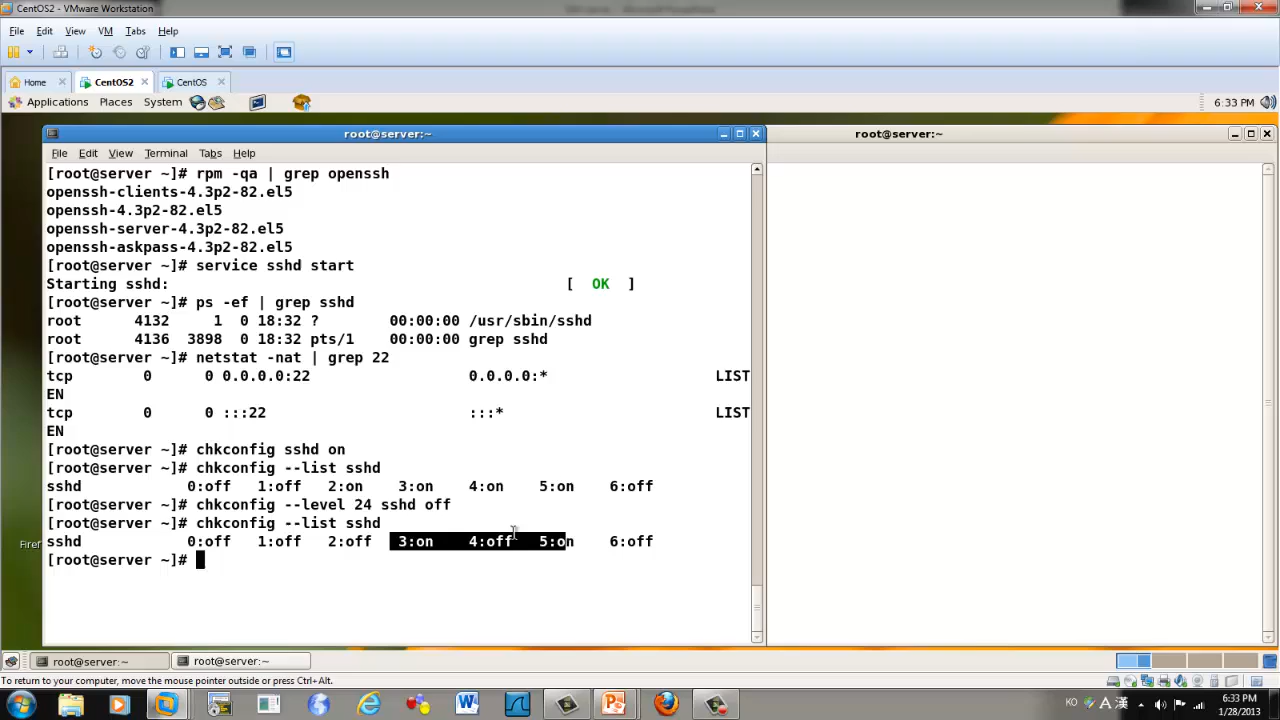 CentOS2 - VMware Workstation
File Edit View VM Tabs Help
Home CentOS2 CentOS
Applications Places System 6:33 PM
root@server:~ root@server:~
File Edit View Terminal Tabs Help
[root@server ~]# rpm -qa | grep openssh
openssh-clients-4.3p2-82.el5
openssh-4.3p2-82.el5
openssh-server-4.3p2-82.el5
openssh-askpass-4.3p2-82.el5
[root@server ~]# service sshd start
Starting sshd: [ OK ]
[root@server ~]# ps -ef | grep sshd
root 4132 1 0 18:32 ? 00:00:00 /usr/sbin/sshd
root 4136 3898 0 18:32 pts/1 00:00:00 grep sshd
[root@server ~]# netstat -nat | grep 22
tcp 0 0 0.0.0.0:22 0.0.0.0:* LIST
EN
tcp 0 0 :::22 :::* LIST
EN
[root@server ~]# chkconfig sshd on
[root@server ~]# chkconfig --list sshd
sshd 0:off 1:off 2:on 3:on 4:on 5:on 6:off
[root@server ~]# chkconfig --level 24 sshd off
[root@server ~]# chkconfig --list sshd
sshd 0:off 1:off 2:off 3:on 4:off 5:on 6:off
[root@server ~]#
Firef
root@server:~ root@server:~
To return to your computer, move the mouse pointer outside or press Ctrl+Alt.
KO A 漢 6:33 PM
1/28/2013